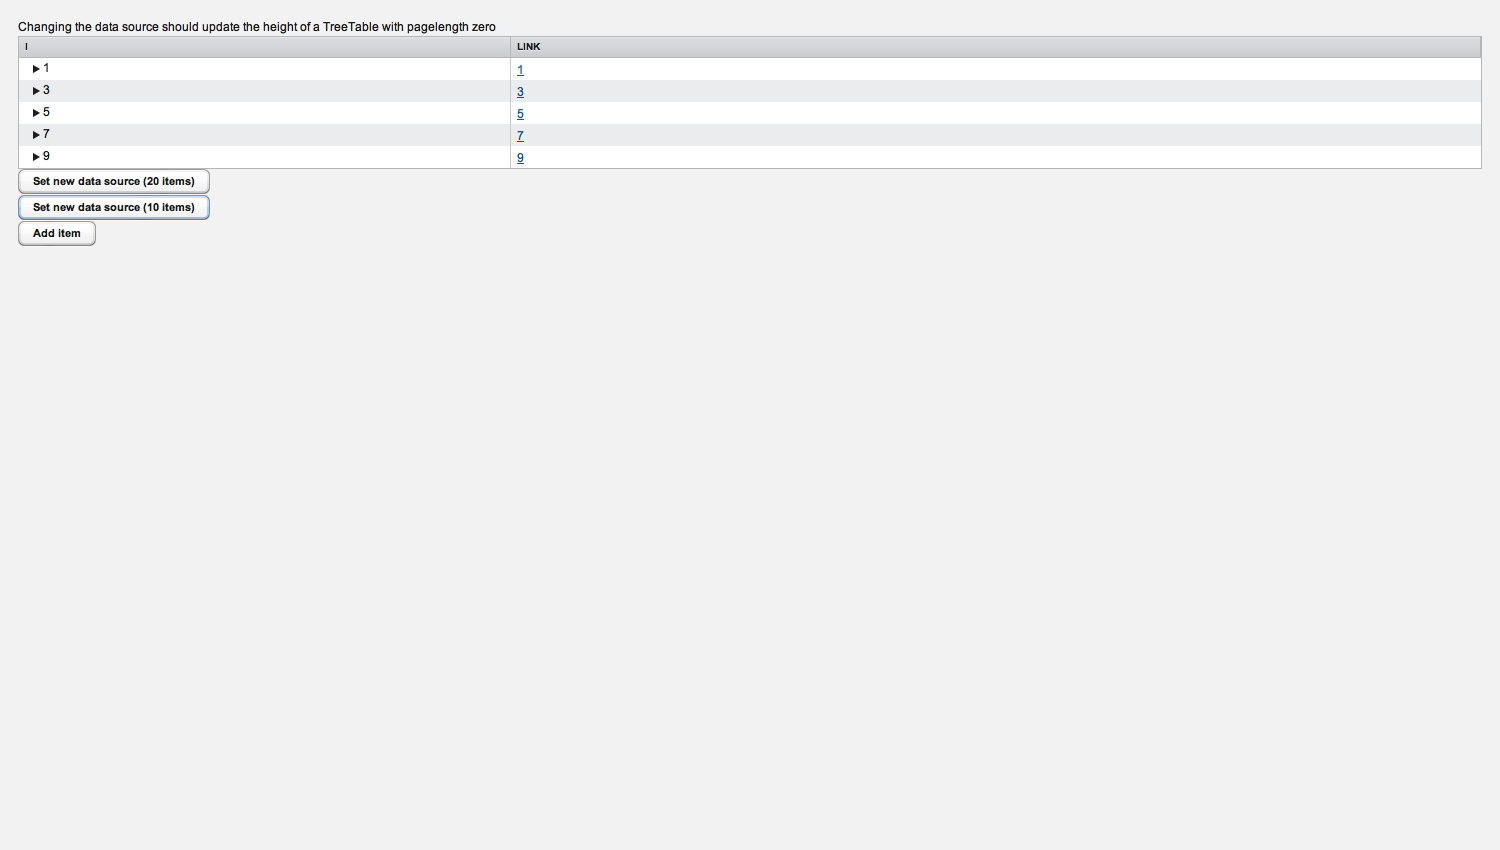 Changing the data source should update the height of a TreeTable with pagelength zero
I LINK
1 1
3 3
5 5
7 7
9 9
Set new data source (20 items)
Set new data source (10 items)
Add item